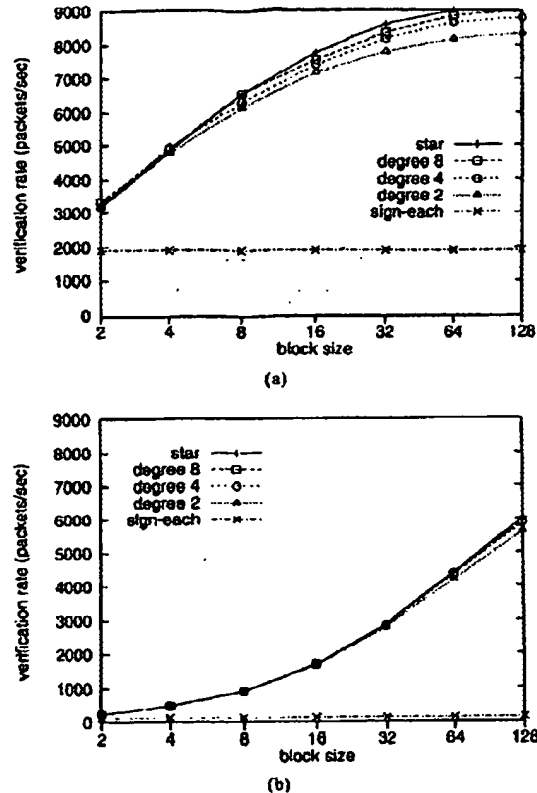 9000
8000
7000
6000
5000
4000
3000
2000
1000
0
verification rate (packets/sec)
star
degree 8
degree 4
degree 2
sign-each
2 4 8 16 32 64 128
block size
(a)
9000
8000
7000
6000
5000
4000
3000
2000
1000
0
verification rate (packets/sec)
star
degree 8
degree 4
degree 2
sign-each
2 4 8 16 32 64 128
block size
(b)